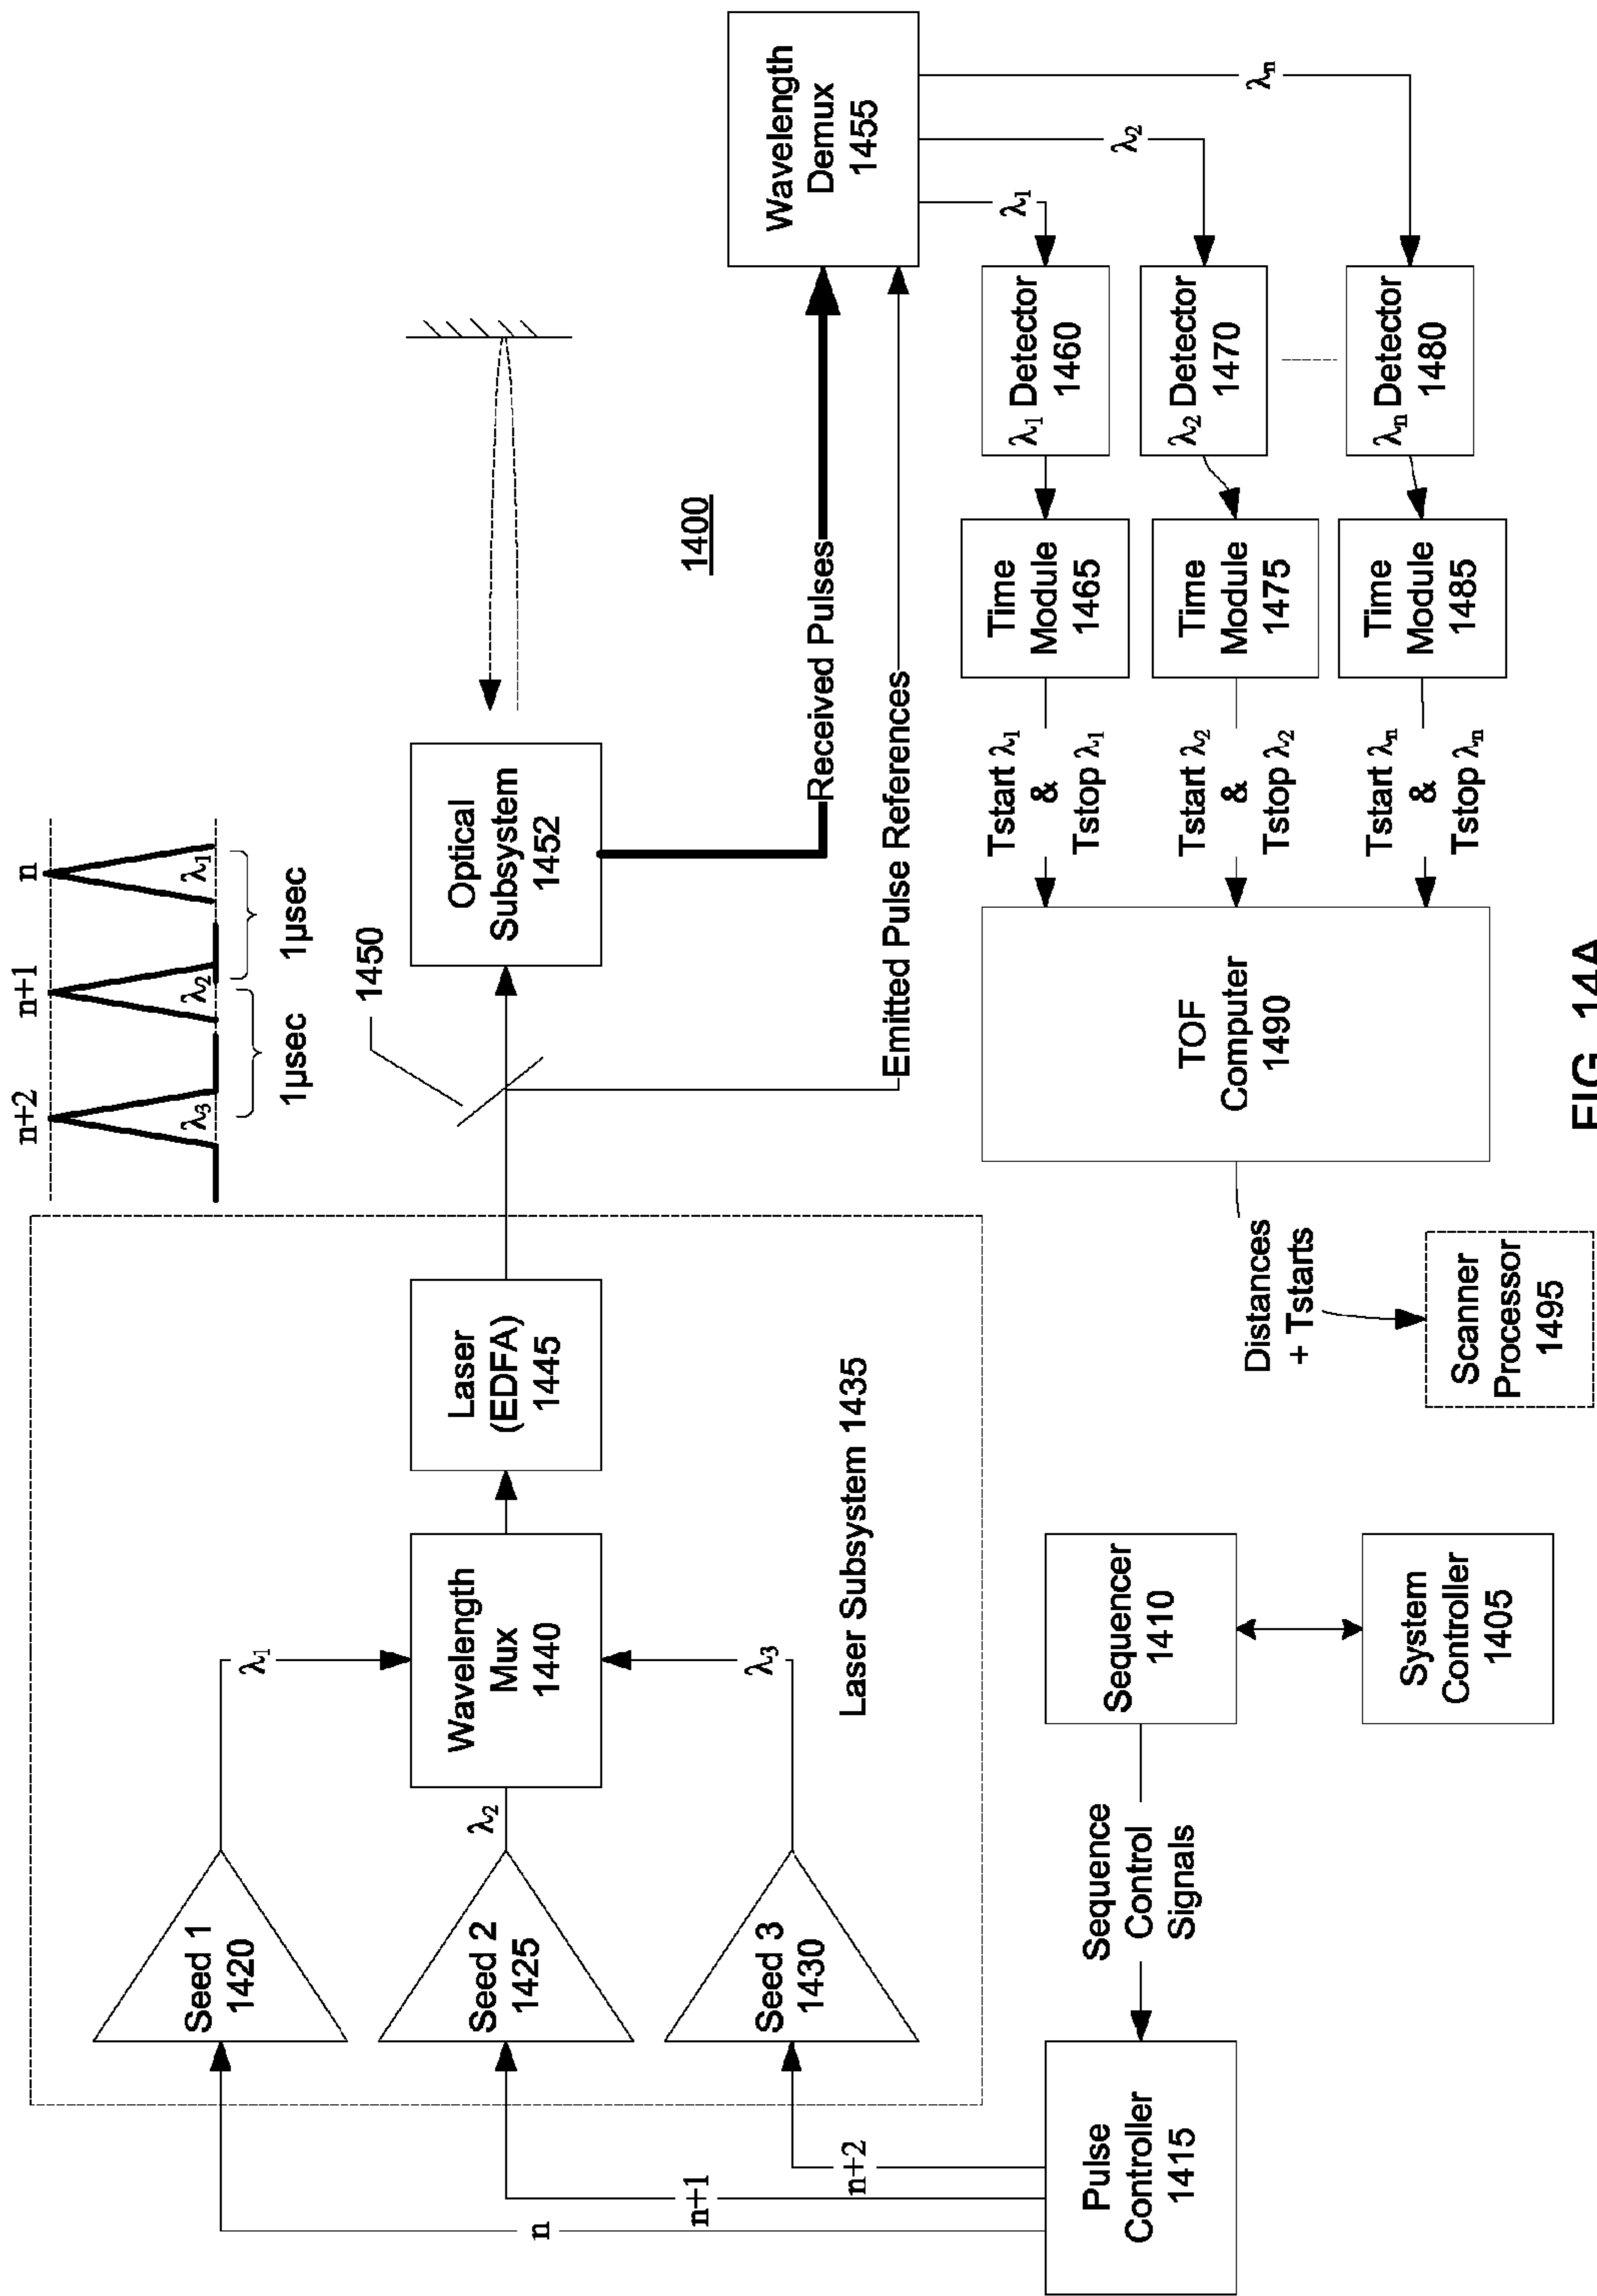 n+2
n+1
n
λ3
λ2
λ1
1μsec
1μsec
Seed 1
1420
λ1
Seed 2
1425
λ2
Wavelength
Mux
1440
Laser
(EDFA)
1445
1450
Optical
Subsystem
1452
Seed 3
1430
λ3
Laser Subsystem 1435
n
n+1
n+2
1400
Received Pulses
Emitted Pulse References
Wavelength
Demux
1455
λ1
λ2
λn
Pulse
Controller
1415
Sequence
Control
Signals
Sequencer
1410
System
Controller
1405
Distances
+ Tstarts
Scanner
Processor
1495
TOF
Computer
1490
Tstart λ1
&
Tstop λ1
Time
Module
1465
λ1 Detector
1460
Tstart λ2
&
Tstop λ2
Time
Module
1475
λ2 Detector
1470
Tstart λn
&
Tstop λn
Time
Module
1485
λn Detector
1480
FIG. 14A